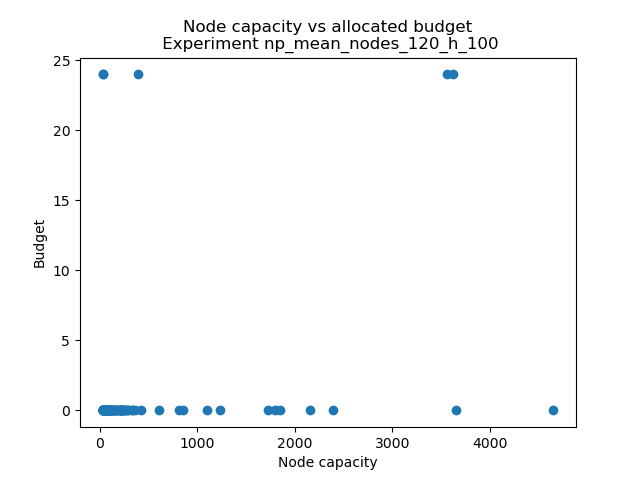 Node capacity vs allocated budget
Experiment np_mean_nodes_120_h_100
25
20
15
10
5
0
Budget
0 1000 2000 3000 4000
Node capacity